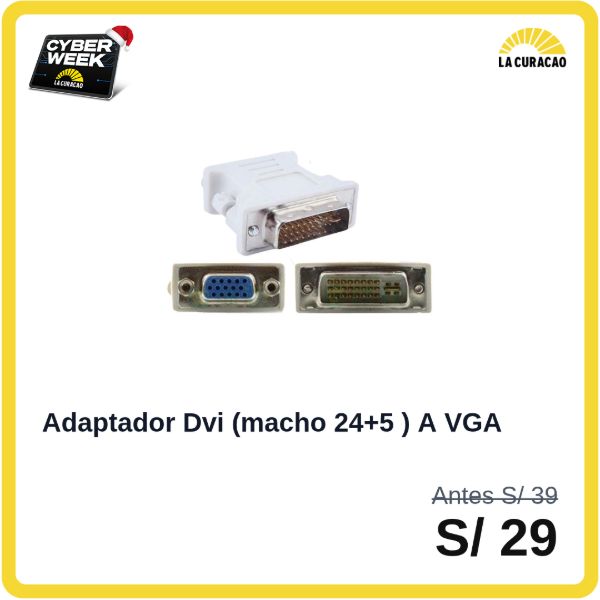 CYBER
WEEK
LA CURACAO
LA CURACAO
Adaptador Dvi (macho 24+5 ) A VGA
Antes S/ 39
S/ 29